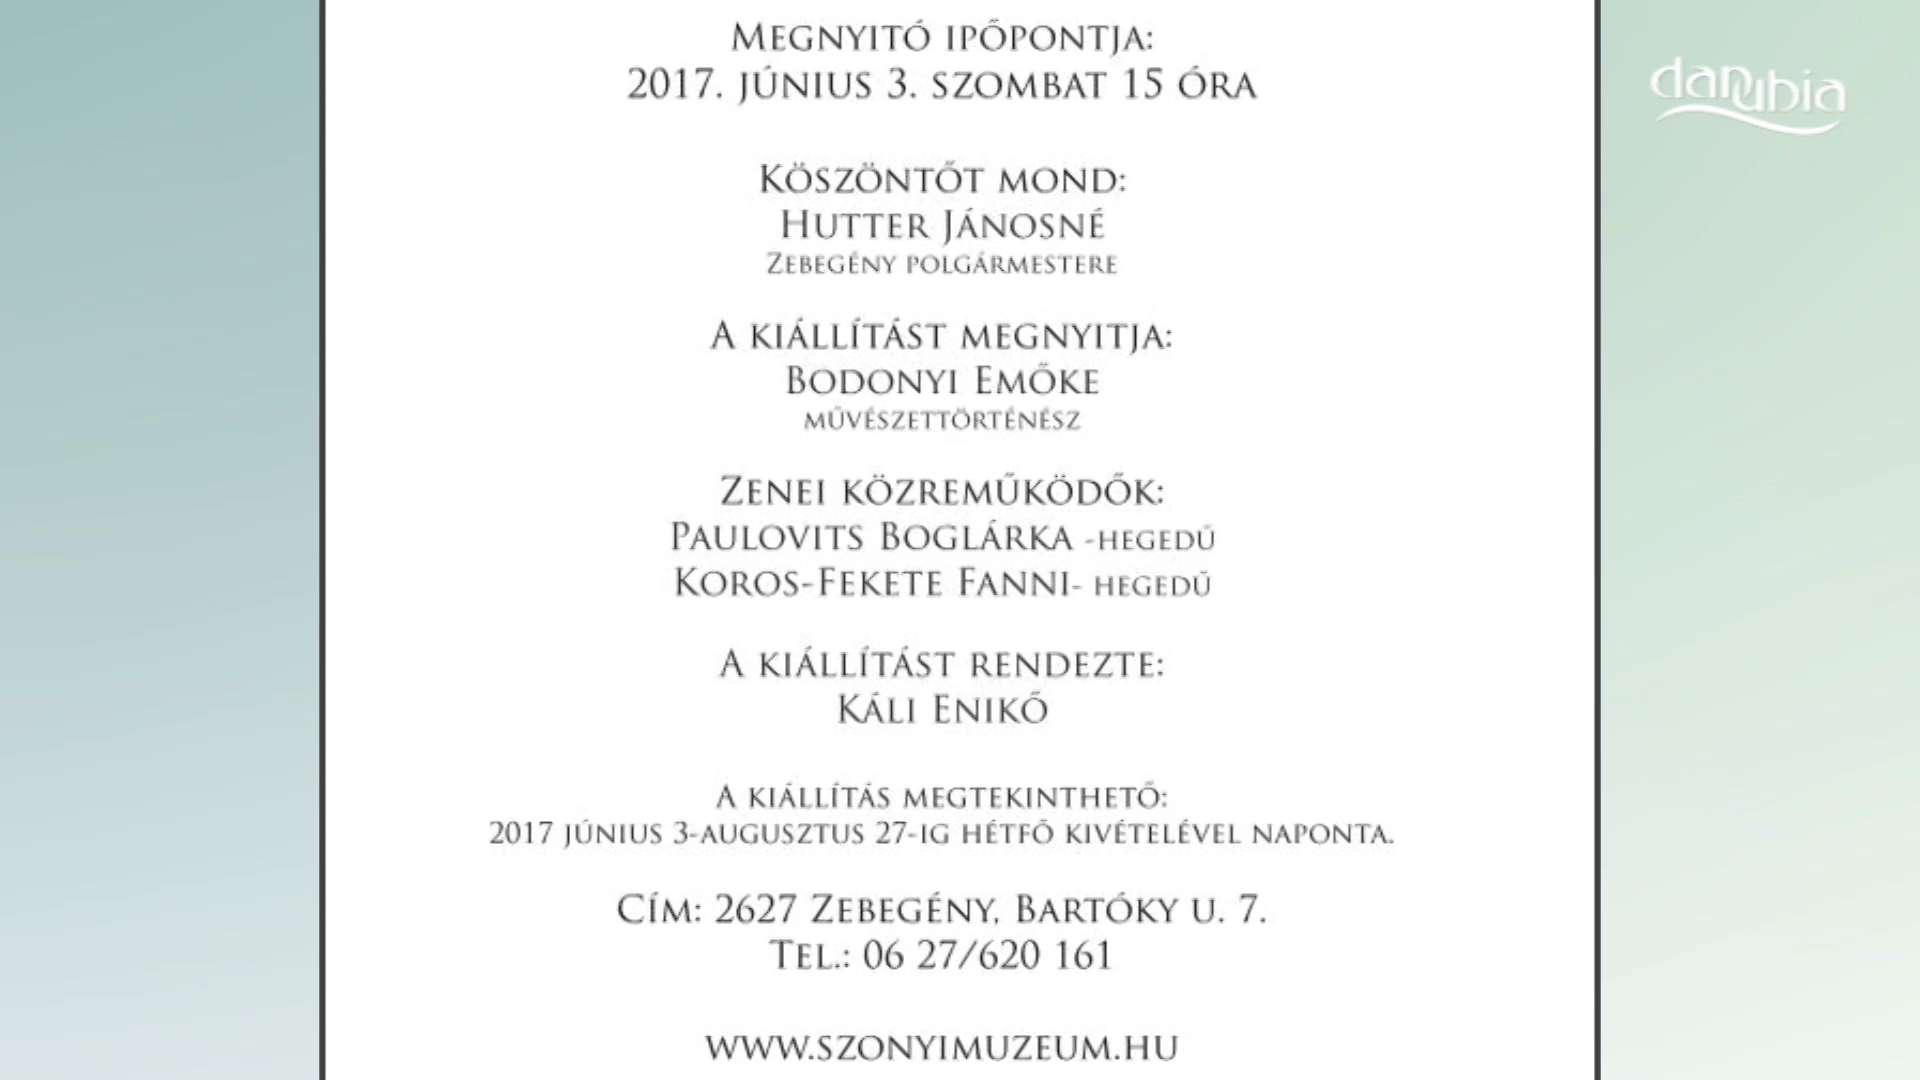 MEGNYITÓ IPŐPONTJA:
2017. JÚNIUS 3. SZOMBAT 15 ÓRA
danubia
KÖSZÖNTŐT MOND:
HUTTER JÁNOSNÉ
ZEBEGÉNY POLGÁRMESTERE
A KIÁLLÍTÁST MEGNYITJA:
BODONYI EMŐKE
MŰVÉSZETTÖRTÉNÉSZ
ZENEI KÖZREMŰKÖDŐK:
PAULOVITS BOGLÁRKA -HEGEDŰ
KOROS-FEKETE FANNI- HEGEDŰ
A KIÁLLÍTÁST RENDEZTE:
KÁLI ENIKŐ
A KIÁLLÍTÁS MEGTEKINTHETŐ:
2017 JÚNIUS 3-AUGUSZTUS 27-IG HÉTFŐ KIVÉTELÉVEL NAPONTA.
CÍM: 2627 ZEBEGÉNY, BARTÓKY U. 7.
TEL.: 06 27/620 161
WWW.SZONYIMUZEUM.HU